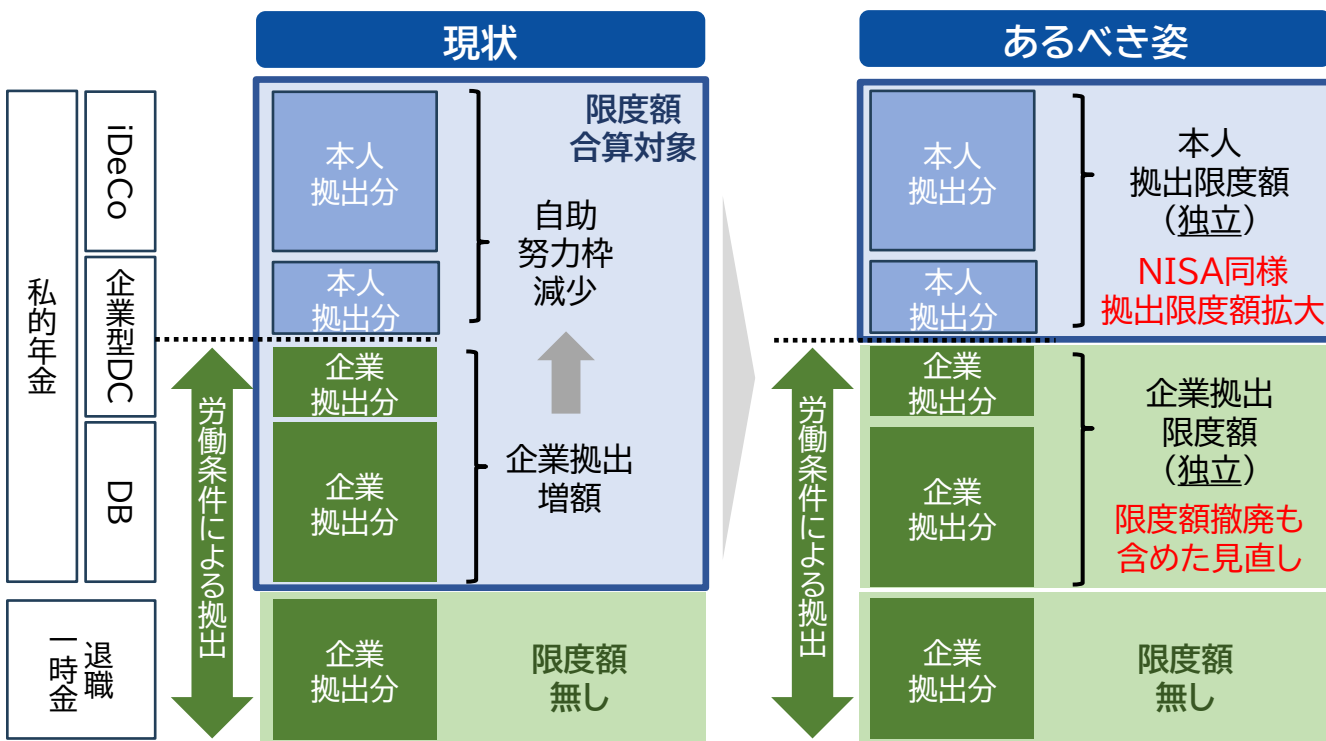 現状
あるべき姿
私的年金
iDeCo
企業型DC
DB
退職
一時金
労働条件による拠出
本人
拠出分
本人
拠出分
企業
拠出分
企業
拠出分
企業
拠出分
限度額
合算対象
自助
努力枠
減少
企業拠出
増額
限度額
無し
労働条件による拠出
本人
拠出分
本人
拠出分
企業
拠出分
企業
拠出分
企業
拠出分
本人
拠出限度額
（独立）
NISA同様
拠出限度額拡大
企業拠出
限度額
（独立）
限度額撤廃も
含めた見直し
限度額
無し